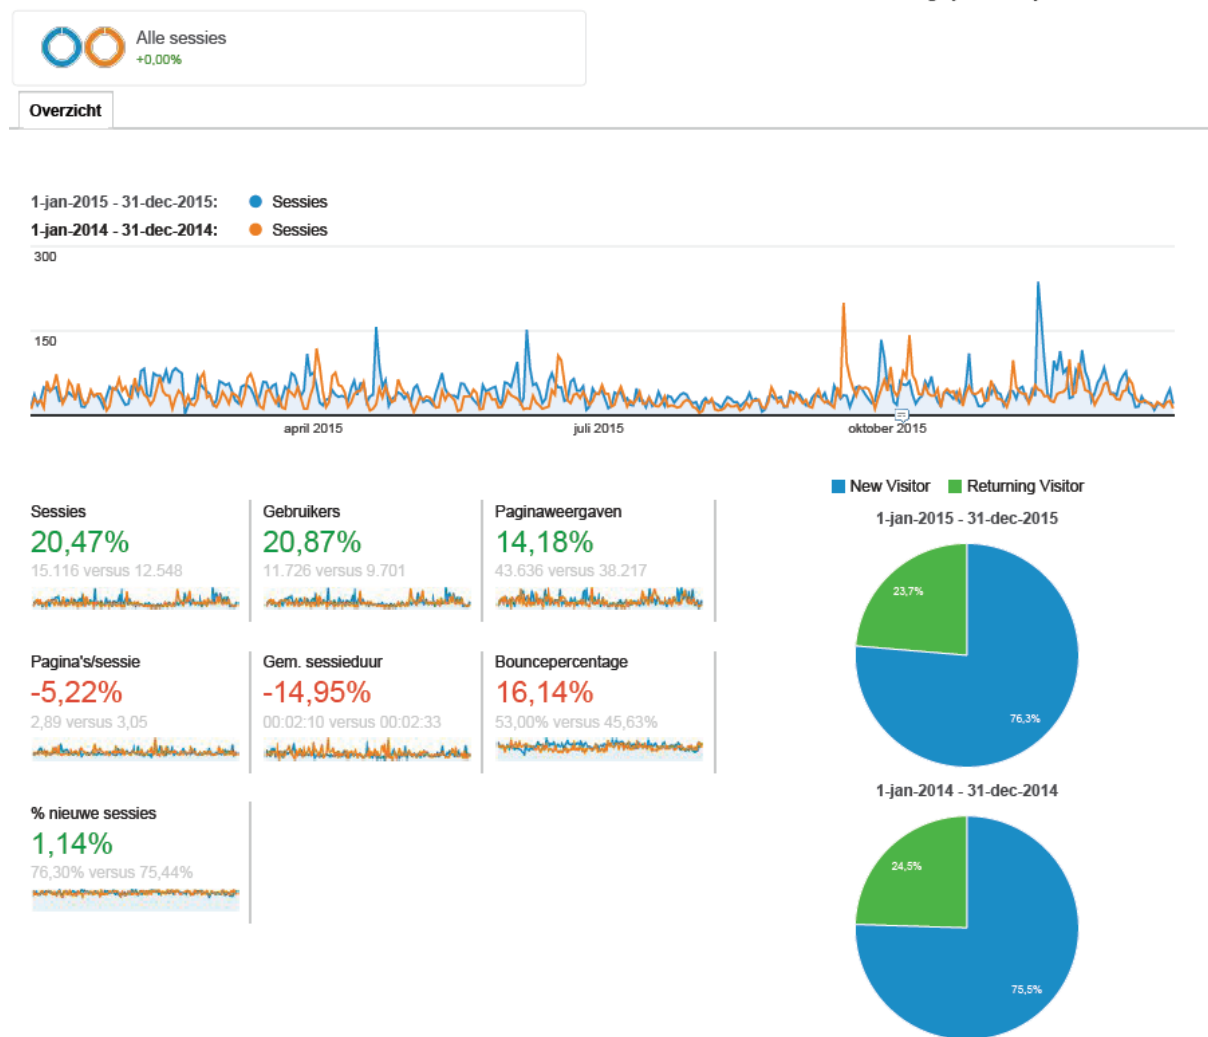 Alle sessies
+0,00%
Overzicht
1-jan-2015 - 31-dec-2015: Sessies
1-jan-2014 - 31-dec-2014: Sessies
300
150
april 2015 juli 2015 oktober 2015
New Visitor Returning Visitor
1-jan-2015 - 31-dec-2015
23,7%
76,3%
1-jan-2014 - 31-dec-2014
24,5%
75,5%
Sessies
20,47%
15.116 versus 12.548
Gebruikers
20,87%
11.726 versus 9.701
Paginaweergaven
14,18%
43.636 versus 38.217
Pagina's/sessie
-5,22%
2,89 versus 3,05
Gem. sessieduur
-14,95%
00:02:10 versus 00:02:33
Bouncepercentage
16,14%
53,00% versus 45,63%
% nieuwe sessies
1,14%
76,30% versus 75,44%